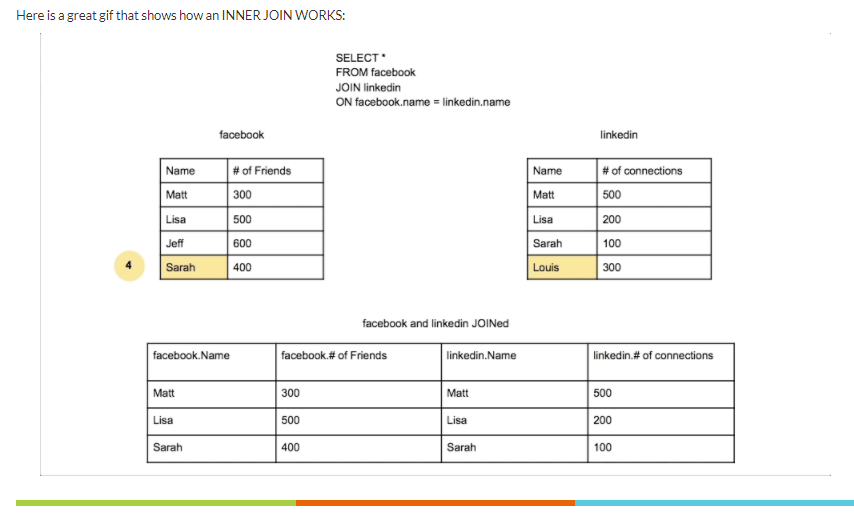 Here is a great gif that shows how an INNER JOIN WORKS:
SELECT *
FROM facebook
JOIN linkedin
ON facebook.name = linkedin.name
facebook
Name # of Friends
Matt 300
Lisa 500
Jeff 600
4 Sarah 400
linkedin
Name # of connections
Matt 500
Lisa 200
Sarah 100
Louis 300
facebook and linkedin JOINed
facebook.Name facebook.# of Friends linkedin.Name linkedin.# of connections
Matt 300 Matt 500
Lisa 500 Lisa 200
Sarah 400 Sarah 100